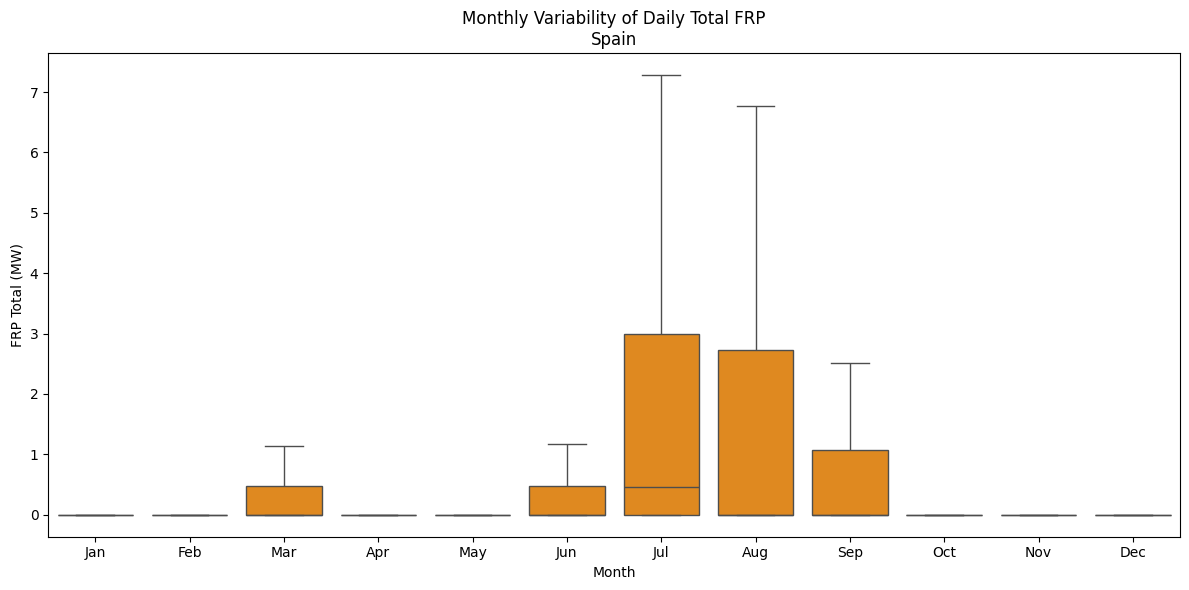 Monthly Variability of Daily Total FRP
Spain
FRP Total (MW)
7
6
5
4
3
2
1
0
Jan Feb Mar Apr May Jun Jul Aug Sep Oct Nov Dec
Month